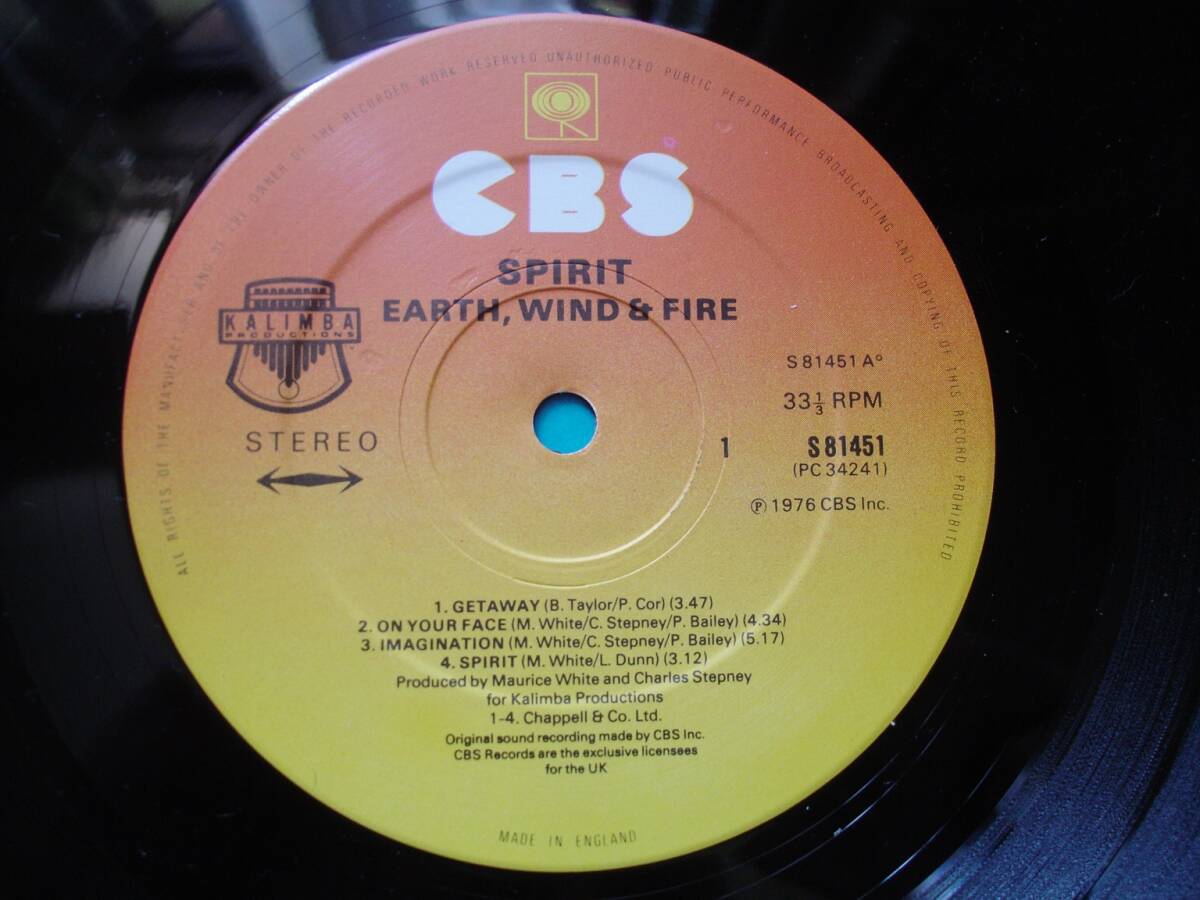 ALL RIGHTS OF THE MANUFACTURER AND OF THE OWNER OF THE RECORDED WORK RESERVED UNAUTHORIZED PUBLIC PERFORMANCE BROADCASTING AND COPYING OF THIS RECORD PROHIBITED
CBS
SPIRIT
EARTH, WIND & FIRE
KALIMBA
PRODUCTIONS
STEREO
S 81451 A°
33⅓ RPM
1 S 81451
(PC 34241)
℗ 1976 CBS Inc.
1. GETAWAY (B. Taylor/P. Cor) (3.47)
2. ON YOUR FACE (M. White/C. Stepney/P. Bailey) (4.34)
3. IMAGINATION (M. White/C. Stepney/P. Bailey) (5.17)
4. SPIRIT (M. White/L. Dunn) (3.12)
Produced by Maurice White and Charles Stepney
for Kalimba Productions
1-4. Chappell & Co. Ltd.
Original sound recording made by CBS Inc.
CBS Records are the exclusive licensees
for the UK
MADE IN ENGLAND